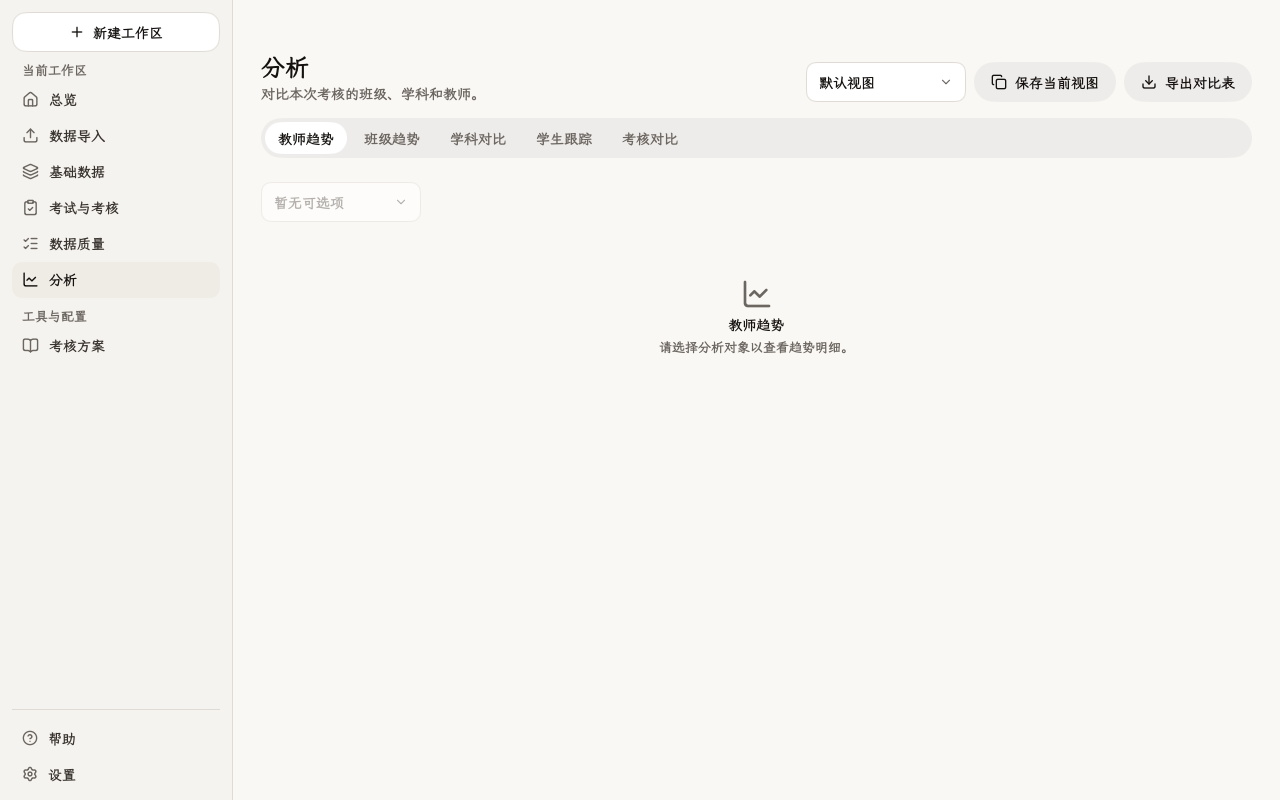 新建工作区
当前工作区
总览
数据导入
基础数据
考试与考核
数据质量
分析
工具与配置
考核方案
帮助
设置
分析
对比本次考核的班级、学科和教师。
默认视图
保存当前视图
导出对比表
教师趋势
班级趋势
学科对比
学生跟踪
考核对比
暂无可选项
教师趋势
请选择分析对象以查看趋势明细。